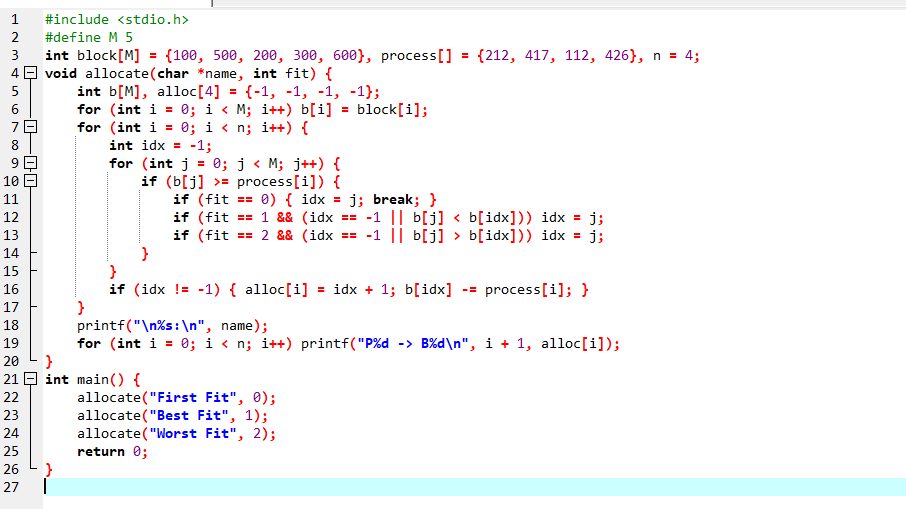 1 #include <stdio.h>
2 #define M 5
3 int block[M] = {100, 500, 200, 300, 600}, process[] = {212, 417, 112, 426}, n = 4;
4 void allocate(char *name, int fit) {
5     int b[M], alloc[4] = {-1, -1, -1, -1};
6     for (int i = 0; i < M; i++) b[i] = block[i];
7     for (int i = 0; i < n; i++) {
8         int idx = -1;
9         for (int j = 0; j < M; j++) {
10             if (b[j] >= process[i]) {
11                 if (fit == 0) { idx = j; break; }
12                 if (fit == 1 && (idx == -1 || b[j] < b[idx])) idx = j;
13                 if (fit == 2 && (idx == -1 || b[j] > b[idx])) idx = j;
14             }
15         }
16         if (idx != -1) { alloc[i] = idx + 1; b[idx] -= process[i]; }
17     }
18     printf("\n%s:\n", name);
19     for (int i = 0; i < n; i++) printf("P%d -> B%d\n", i + 1, alloc[i]);
20 }
21 int main() {
22     allocate("First Fit", 0);
23     allocate("Best Fit", 1);
24     allocate("Worst Fit", 2);
25     return 0;
26 }
27